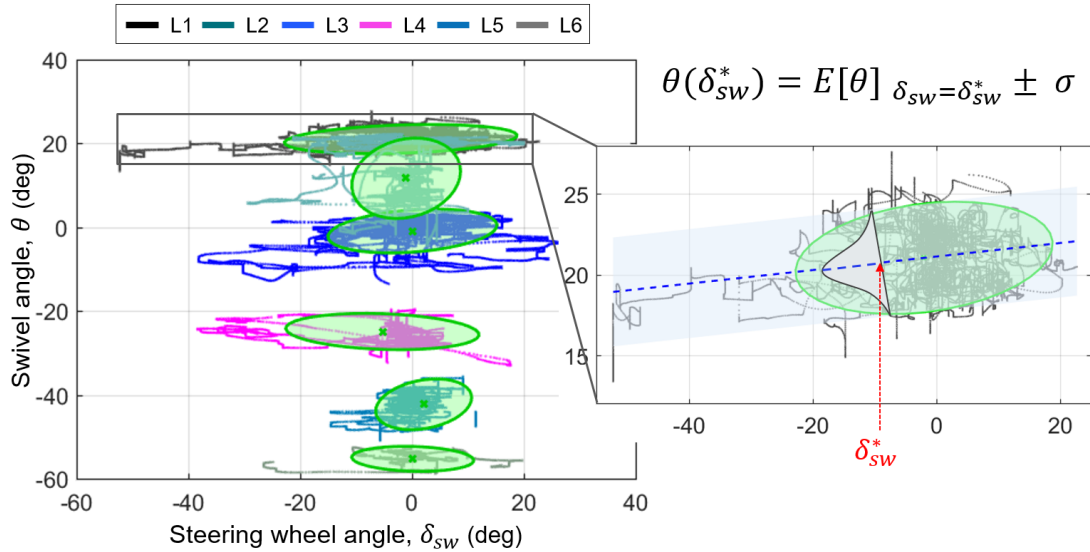 L1 L2 L3 L4 L5 L6
θ(δ*sw) = E[θ] δsw=δ*sw ± σ
40
20
0
-20
-40
-60
Swivel angle, θ (deg)
-60 -40 -20 0 20 40
Steering wheel angle, δsw (deg)
25
20
15
-40 -20 0 20
δ*sw